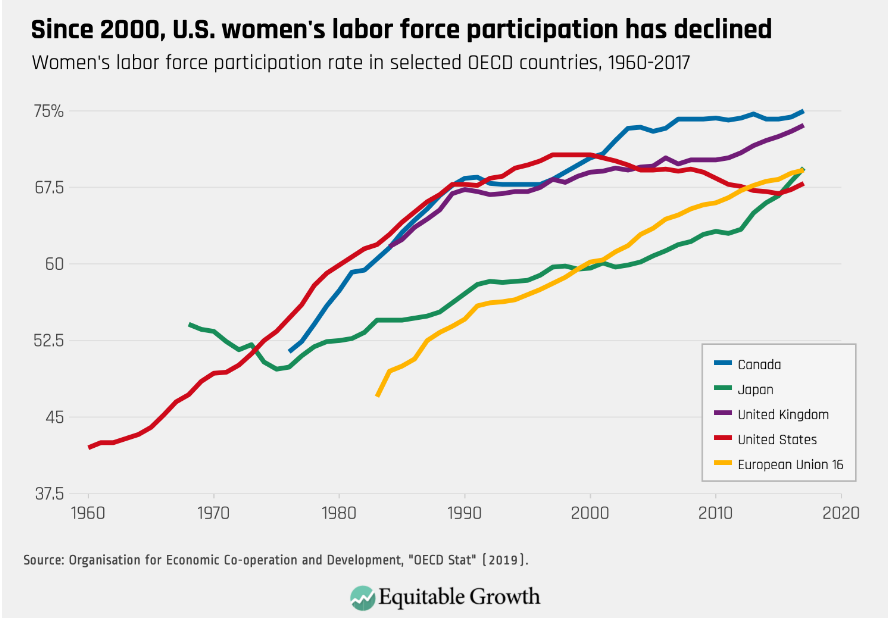 Since 2000, U.S. women's labor force participation has declined
Women's labor force participation rate in selected OECD countries, 1960-2017
75%
67.5
60
52.5
45
37.5
1960 1970 1980 1990 2000 2010 2020
Canada
Japan
United Kingdom
United States
European Union 16
Source: Organisation for Economic Co-operation and Development, "OECD Stat" (2019).
Equitable Growth